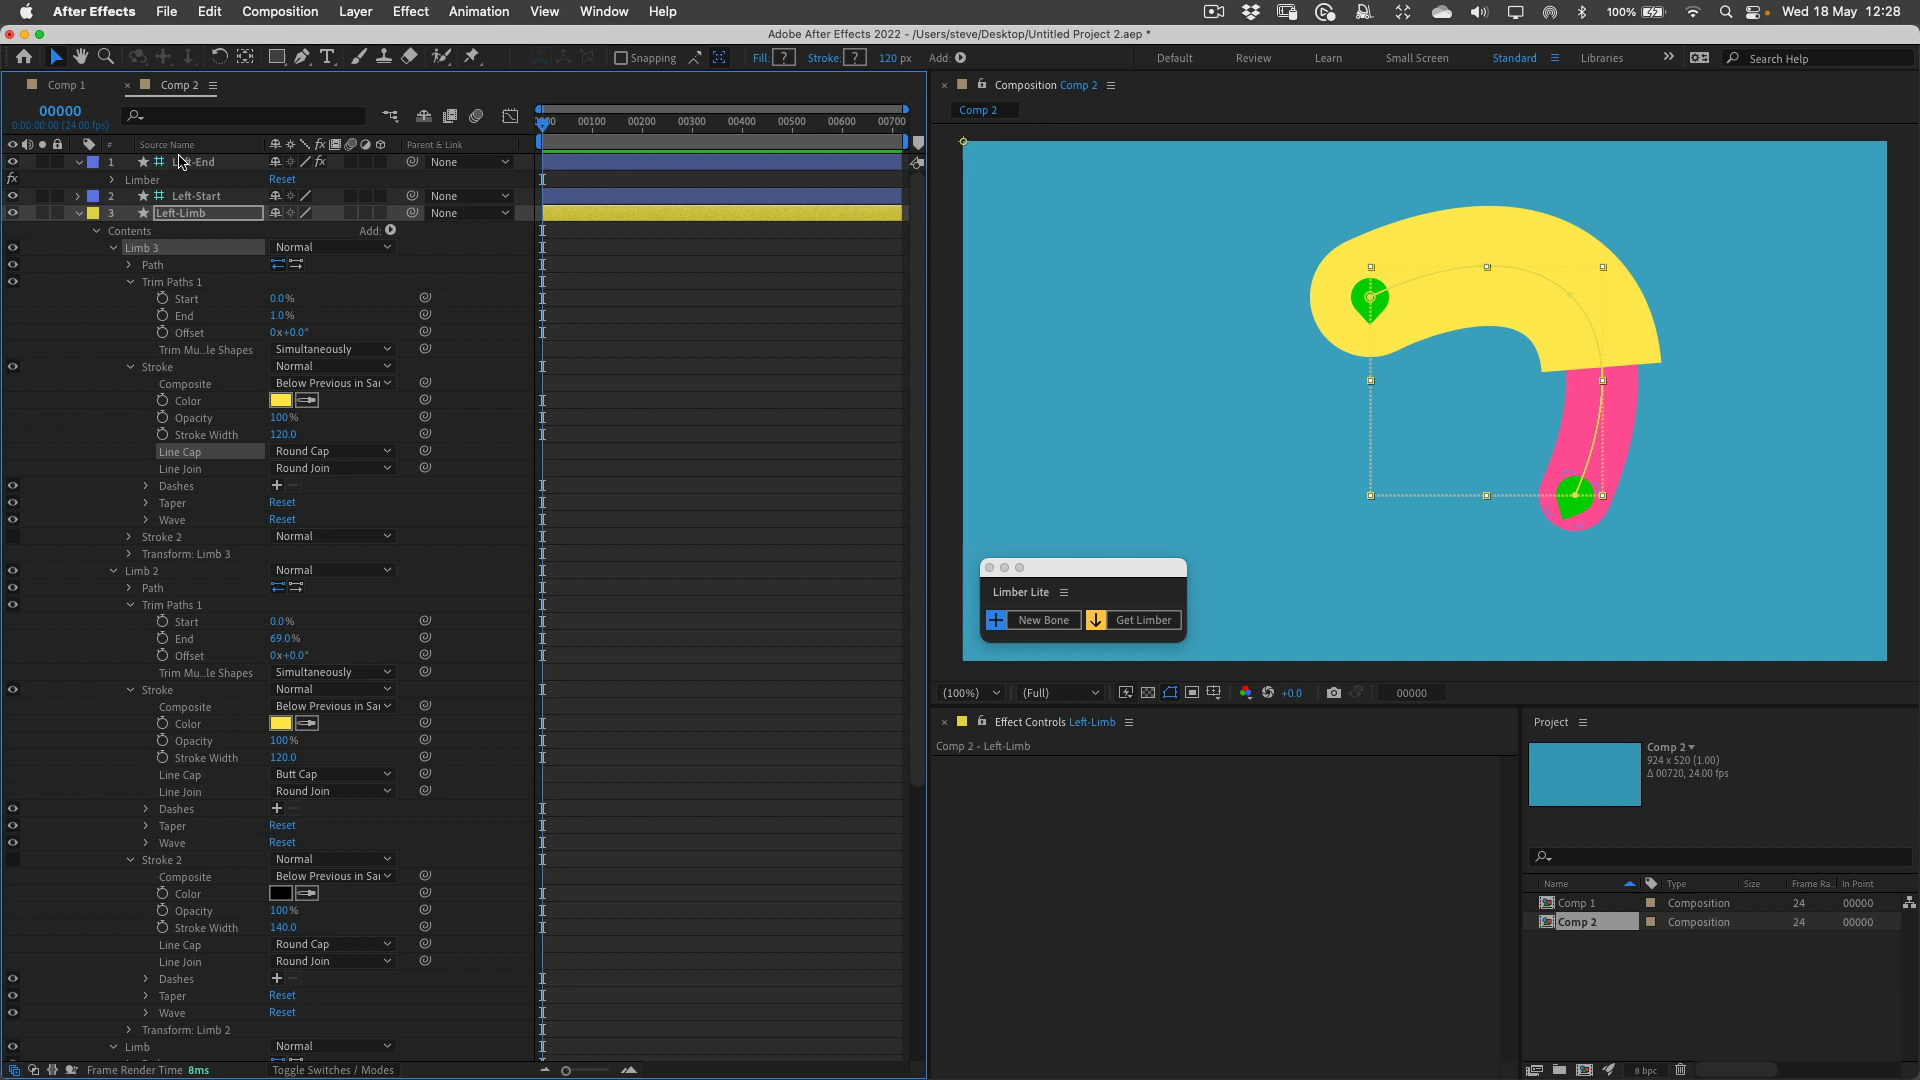 After Effects File Edit Composition Layer Effect Animation View Window Help 100% Wed 18 May 12:28
Adobe After Effects 2022 - /Users/steve/Desktop/Untitled Project 2.aep *
Snapping Fill: ? Stroke: ? 120 px Add: Default Review Learn Small Screen Standard Libraries Search Help
Comp 1 Comp 2
Composition Comp 2
Comp 2
00000
0:00:00:00 (24.00 fps)
00100 00200 00300 00400 00500 00600 00700
# Source Name Parent & Link
1 None
fx Limber Reset
2 Left-Start None
3 Left-Limb None
Contents Add:
Limb 3 Normal
Path
Trim Paths 1
Start 0.0%
End 1.0%
Offset 0x+0.0°
Trim Mu...le Shapes Simultaneously
Stroke Normal
Composite Below Previous in Sai
Color
Opacity 100%
Stroke Width 120.0
Line Cap Round Cap
Line Join Round Join
Dashes
Taper Reset
Wave Reset
Stroke 2 Normal
Transform: Limb 3
Limb 2 Normal
Path
Trim Paths 1
Start 0.0%
End 69.0%
Offset 0x+0.0°
Trim Mu...le Shapes Simultaneously
Stroke Normal
Composite Below Previous in Sai
Color
Opacity 100%
Stroke Width 120.0
Line Cap Butt Cap
Line Join Round Join
Dashes
Taper Reset
Wave Reset
Stroke 2 Normal
Composite Below Previous in Sai
Color
Opacity 100%
Stroke Width 140.0
Line Cap Round Cap
Line Join Round Join
Dashes
Taper Reset
Wave Reset
Transform: Limb 2
Limb Normal
Frame Render Time 8ms Toggle Switches / Modes
Limber Lite
New Bone Get Limber
(100%) (Full) +0.0 00000
Effect Controls Left-Limb
Comp 2 • Left-Limb
Project
Comp 2
924 x 520 (1.00)
Δ 00720, 24.00 fps
Name Type Size Frame Ra... In Point
Comp 1 Composition 24 00000
Comp 2 Composition 24 00000
8 bpc